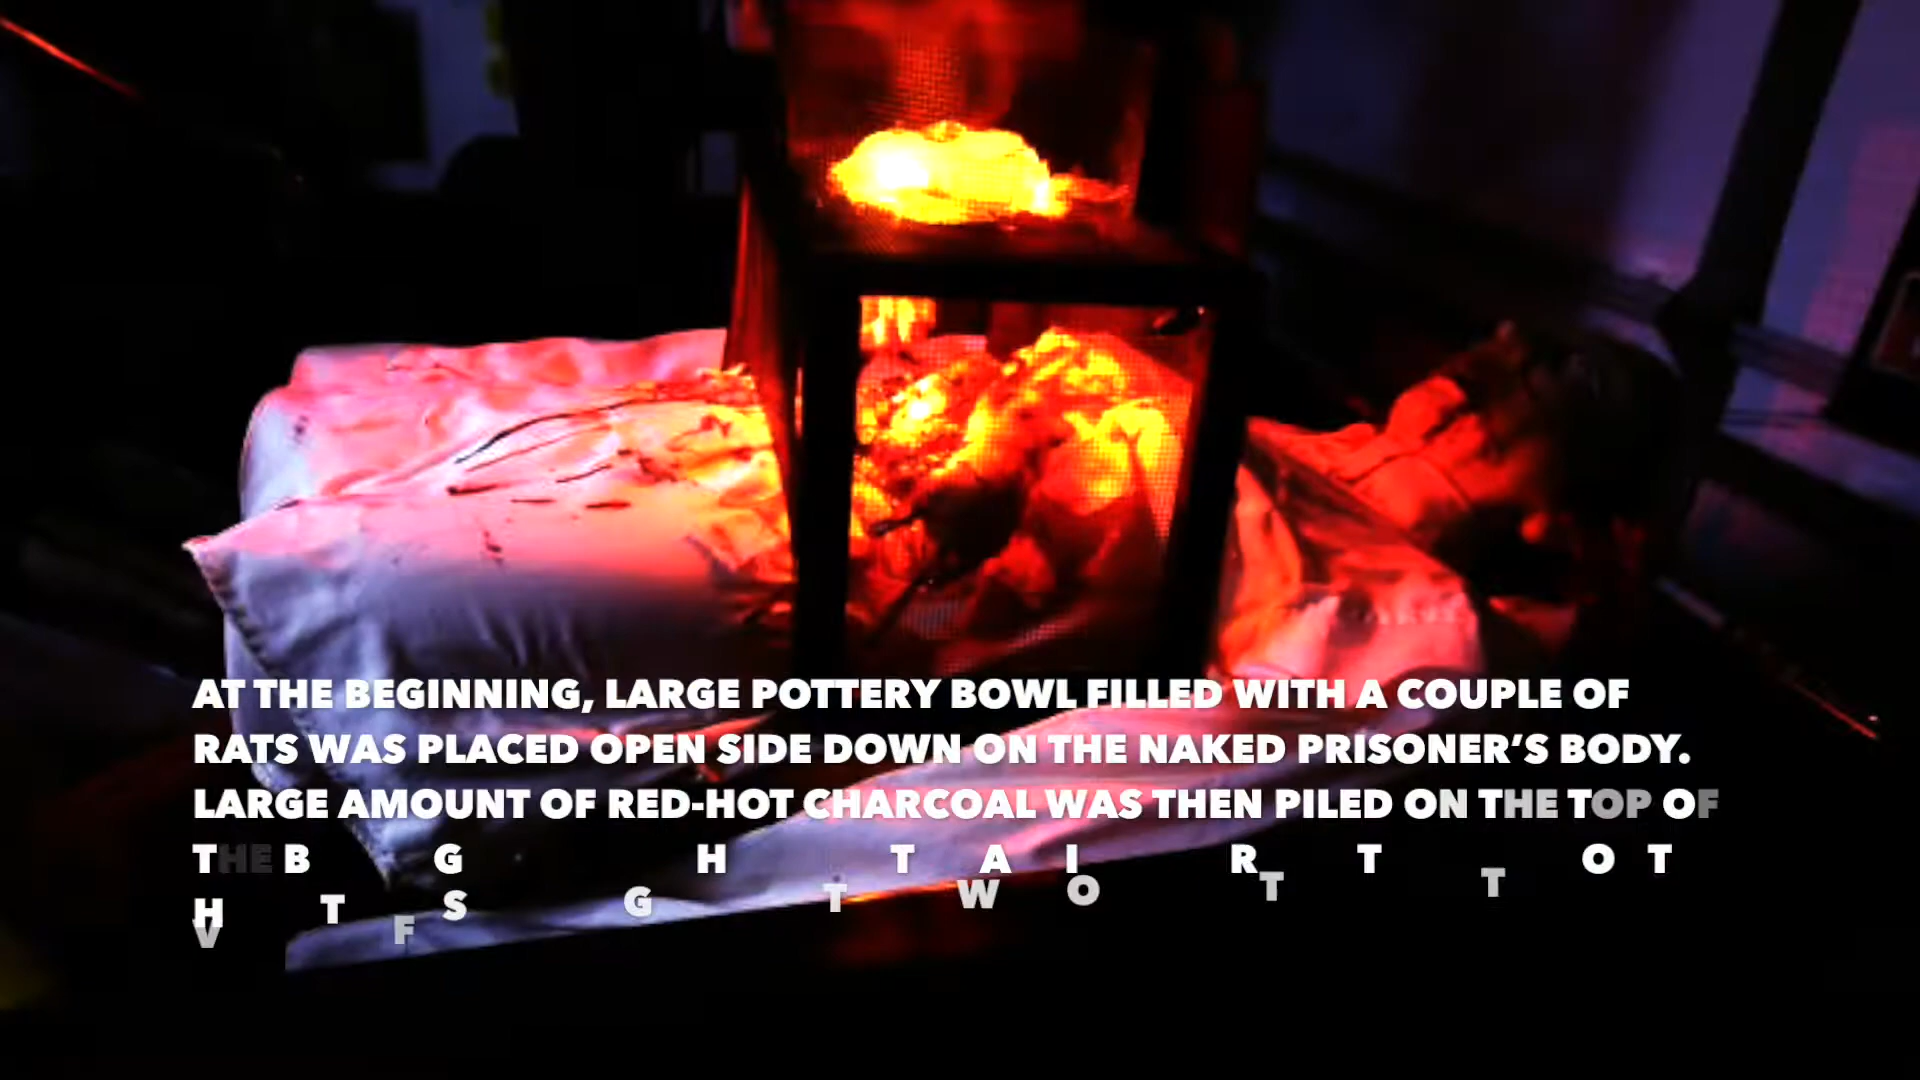 AT THE BEGINNING, LARGE POTTERY BOWL FILLED WITH A COUPLE OF
RATS WAS PLACED OPEN SIDE DOWN ON THE NAKED PRISONER'S BODY.
LARGE AMOUNT OF RED-HOT CHARCOAL WAS THEN PILED ON THE TOP OF
THE